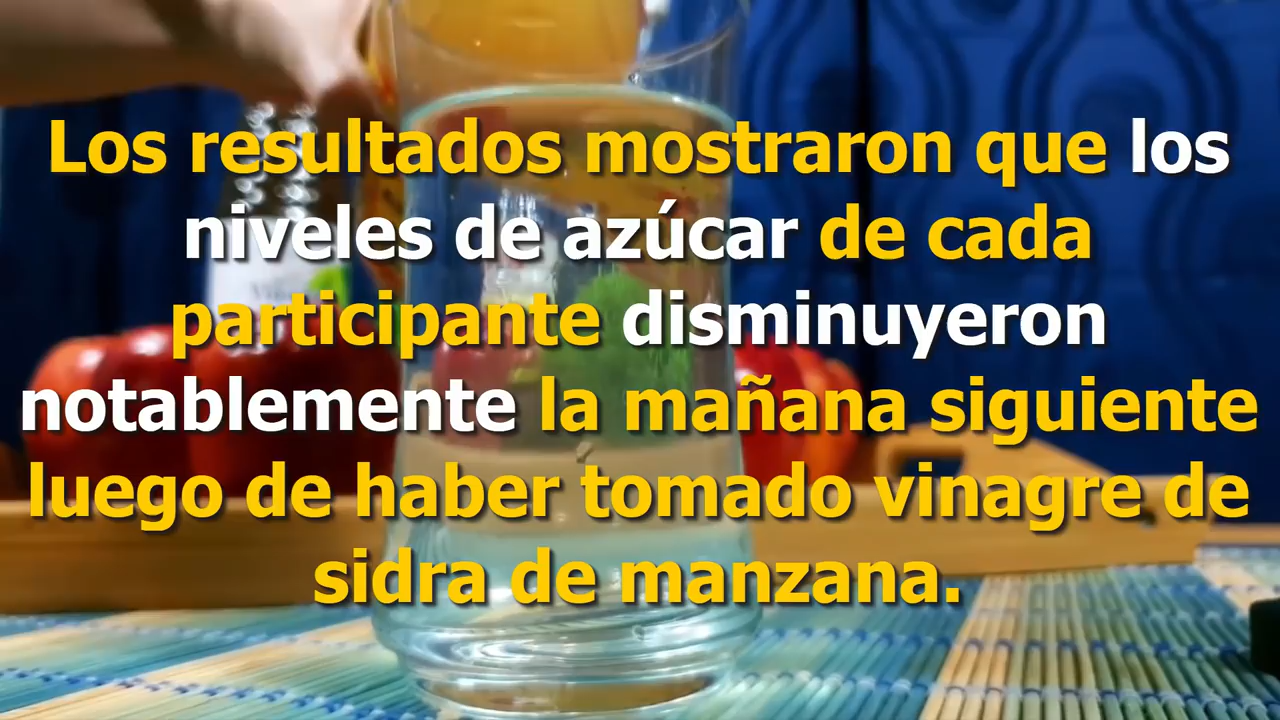 Los resultados mostraron que los
niveles de azúcar de cada
participante disminuyeron
notablemente la mañana siguiente
luego de haber tomado vinagre de
sidra de manzana.